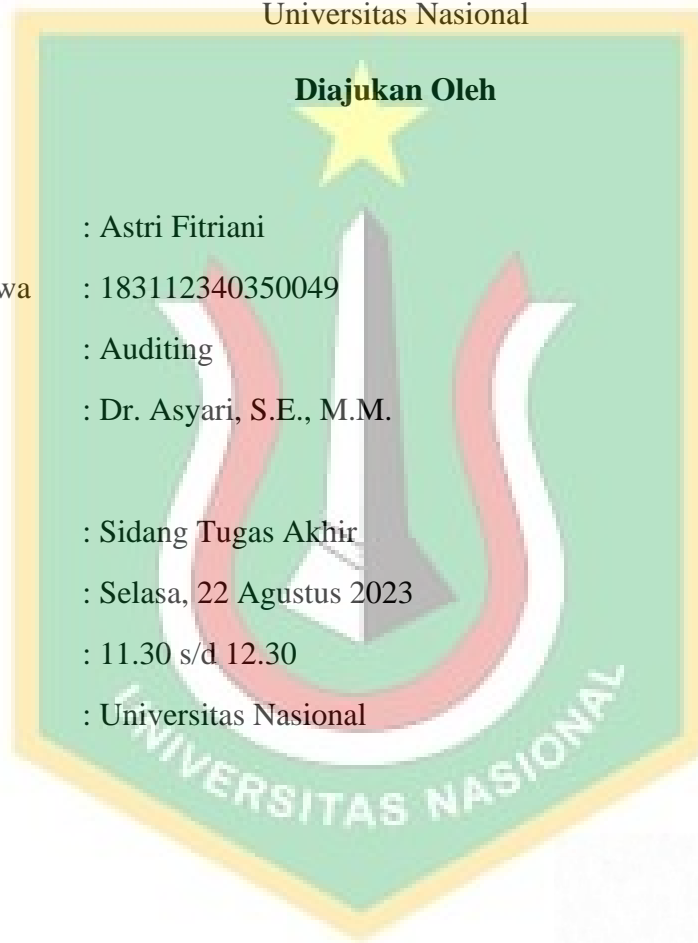 Universitas Nasional
Diajukan Oleh
: Astri Fitriani
wa : 183112340350049
: Auditing
: Dr. Asyari, S.E., M.M.
: Sidang Tugas Akhir
: Selasa, 22 Agustus 2023
: 11.30 s/d 12.30
: Universitas Nasional
UNIVERSITAS NASIONAL